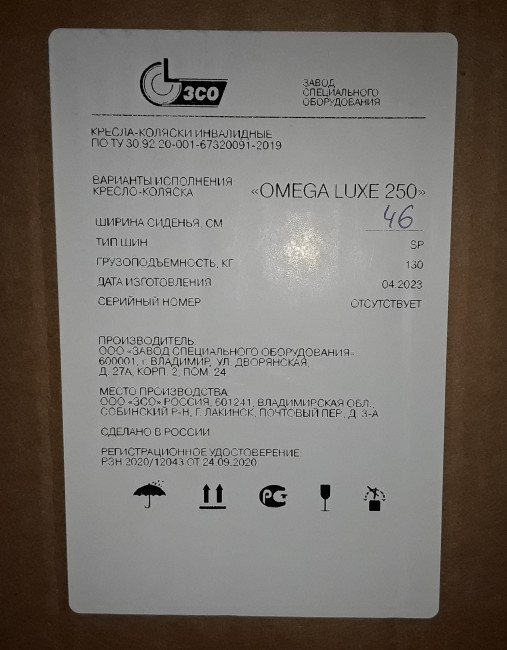 ЗСО
ЗАВОД
СПЕЦИАЛЬНОГО
ОБОРУДОВАНИЯ
КРЕСЛА-КОЛЯСКИ ИНВАЛИДНЫЕ
ПО ТУ 30.92.20-001-67320091-2019
ВАРИАНТЫ ИСПОЛНЕНИЯ
КРЕСЛО-КОЛЯСКА «OMEGA LUXE 250»
ШИРИНА СИДЕНЬЯ, СМ 46
ТИП ШИН SP
ГРУЗОПОДЪЕМНОСТЬ, КГ 130
ДАТА ИЗГОТОВЛЕНИЯ 04.2023
СЕРИЙНЫЙ НОМЕР ОТСУТСТВУЕТ
ПРОИЗВОДИТЕЛЬ:
ООО «ЗАВОД СПЕЦИАЛЬНОГО ОБОРУДОВАНИЯ»
600001, г. ВЛАДИМИР, УЛ. ДВОРЯНСКАЯ,
Д. 27А, КОРП. 2, ПОМ. 24
МЕСТО ПРОИЗВОДСТВА:
ООО «ЗСО» РОССИЯ, 601241, ВЛАДИМИРСКАЯ ОБЛ.,
СОБИНСКИЙ Р-Н, Г. ЛАКИНСК, ПОЧТОВЫЙ ПЕР., Д. 3-А
СДЕЛАНО В РОССИИ
РЕГИСТРАЦИОННОЕ УДОСТОВЕРЕНИЕ:
РЗН 2020/12043 ОТ 24.09.2020